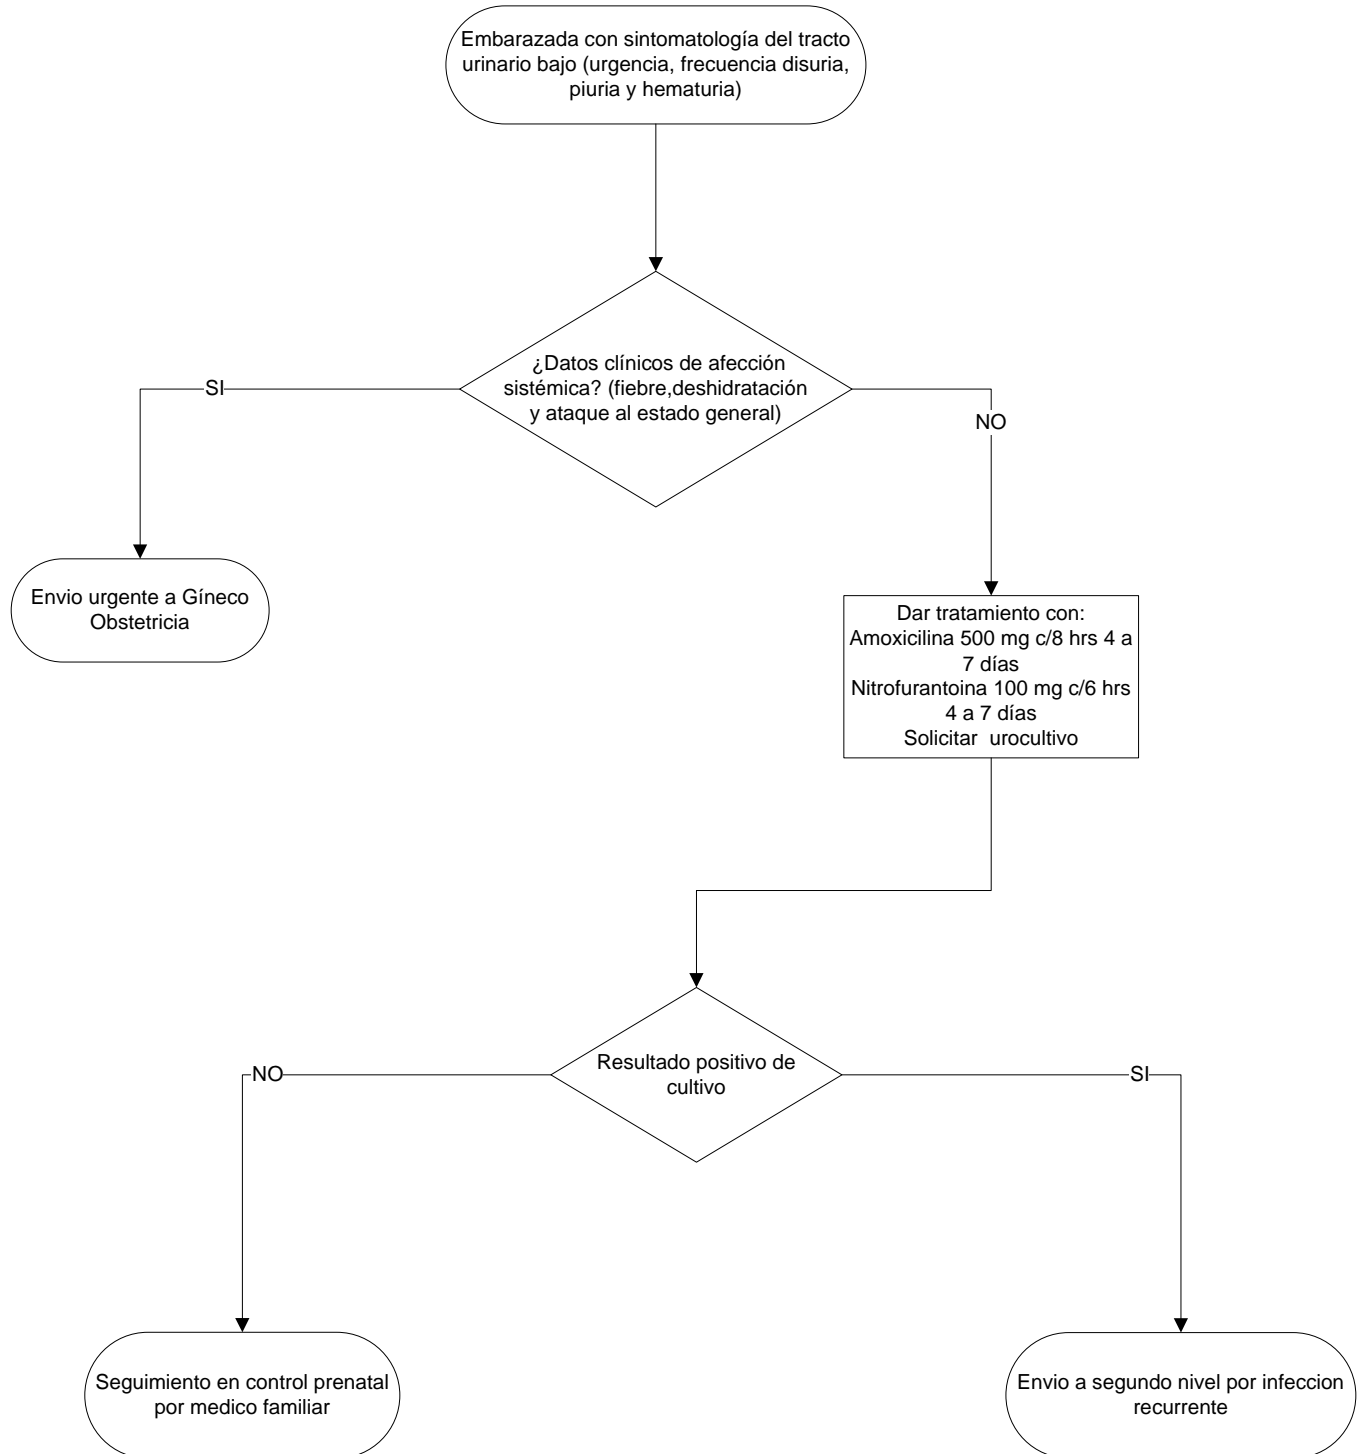 Embarazada con sintomatología del tracto
urinario bajo (urgencia, frecuencia disuria,
piuria y hematuria)
¿Datos clínicos de afección
sistémica? (fiebre,deshidratación
y ataque al estado general)
SI
NO
Envio urgente a Gíneco
Obstetricia
Dar tratamiento con:
Amoxicilina 500 mg c/8 hrs 4 a
7 días
Nitrofurantoina 100 mg c/6 hrs
4 a 7 días
Solicitar urocultivo
Resultado positivo de
cultivo
NO
SI
Seguimiento en control prenatal
por medico familiar
Envio a segundo nivel por infeccion
recurrente